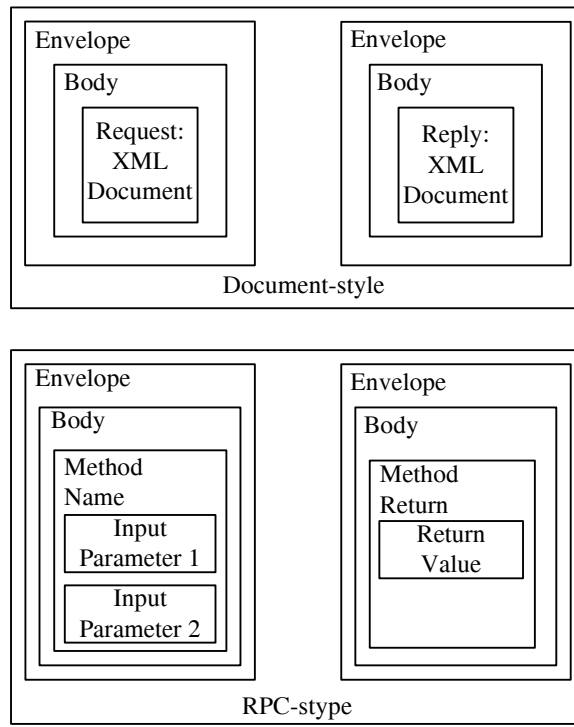 Envelope
Body
Request:
XML
Document
Envelope
Body
Reply:
XML
Document
Document-style
Envelope
Body
Method
Name
Input
Parameter 1
Input
Parameter 2
Envelope
Body
Method
Return
Return
Value
RPC-stype